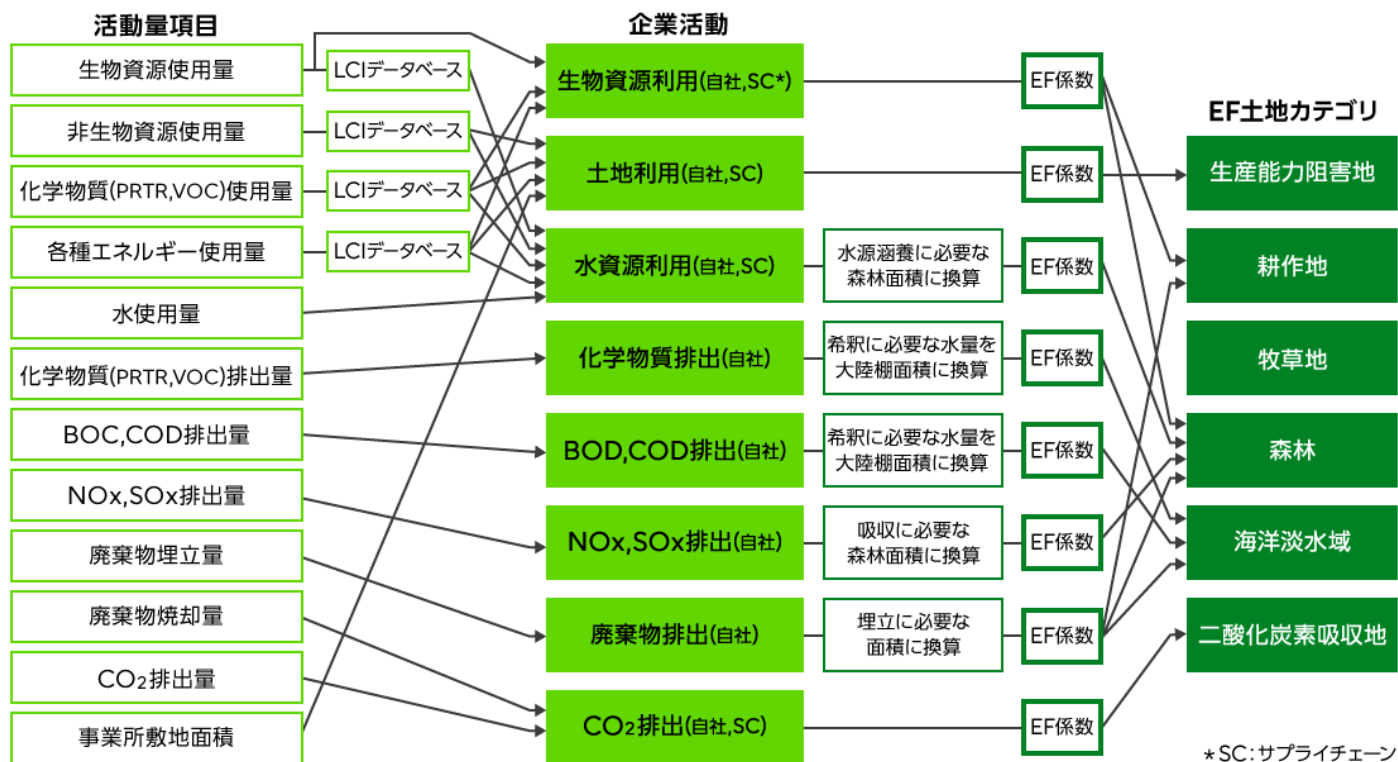 活動量項目
企業活動
EF土地カテゴリ
生物資源使用量
LCIデータベース
非生物資源使用量
LCIデータベース
化学物質(PRTR,VOC)使用量
LCIデータベース
各種エネルギー使用量
LCIデータベース
水使用量
化学物質(PRTR,VOC)排出量
BOC,COD排出量
NOx,SOx排出量
廃棄物埋立量
廃棄物焼却量
CO2排出量
事業所敷地面積
生物資源利用(自社,SC*)
EF係数
土地利用(自社,SC)
EF係数
水資源利用(自社,SC)
水源涵養に必要な
森林面積に換算
EF係数
化学物質排出(自社)
希釈に必要な水量を
大陸棚面積に換算
EF係数
BOD,COD排出(自社)
希釈に必要な水量を
大陸棚面積に換算
EF係数
NOx,SOx排出(自社)
吸収に必要な
森林面積に換算
EF係数
廃棄物排出(自社)
埋立に必要な
面積に換算
EF係数
CO2排出(自社,SC)
EF係数
生産能力阻害地
耕作地
牧草地
森林
海洋淡水域
二酸化炭素吸収地
*SC:サプライチェーン